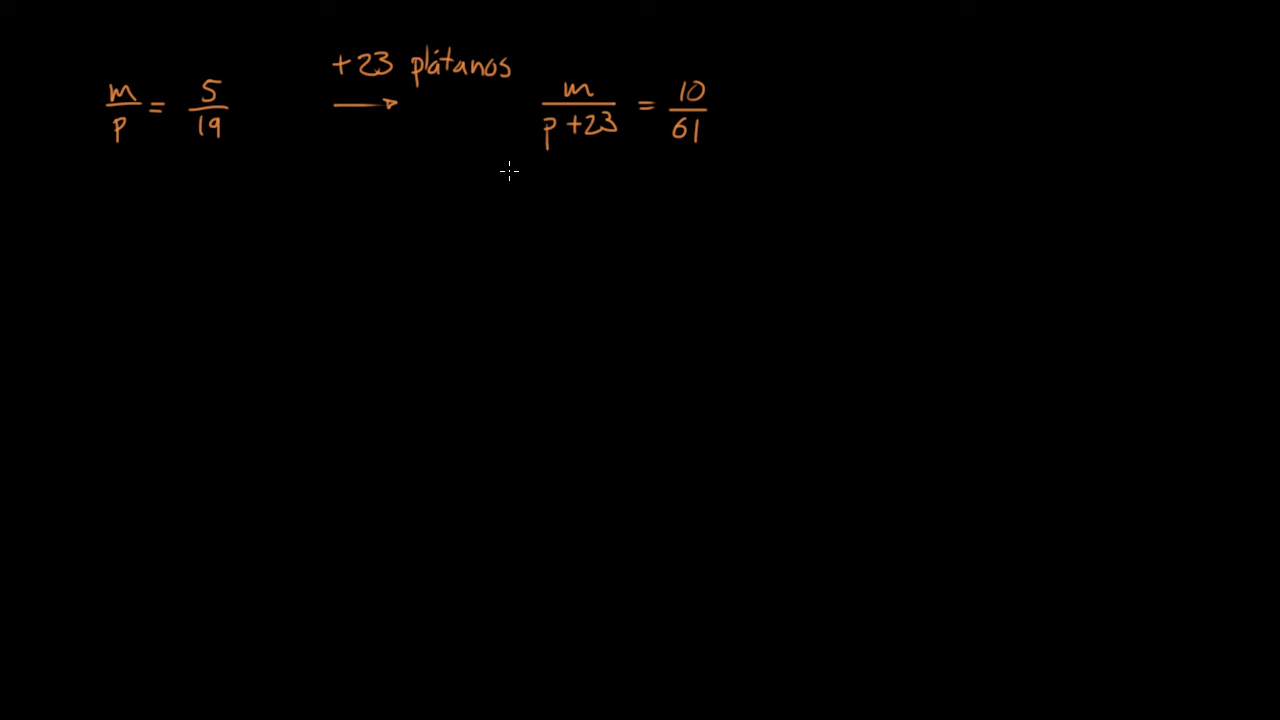 +23 plátanos
m/p = 5/19 → m/(p+23) = 10/61